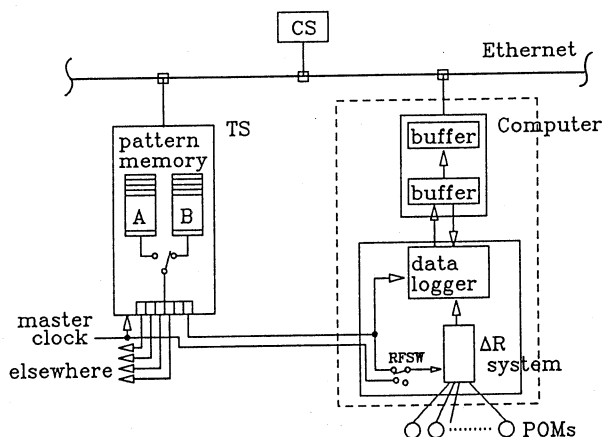 CS
Ethernet
TS
pattern
memory
A
B
Computer
buffer
buffer
data
logger
master
clock
elsewhere
RFSW
ΔR
system
POMs